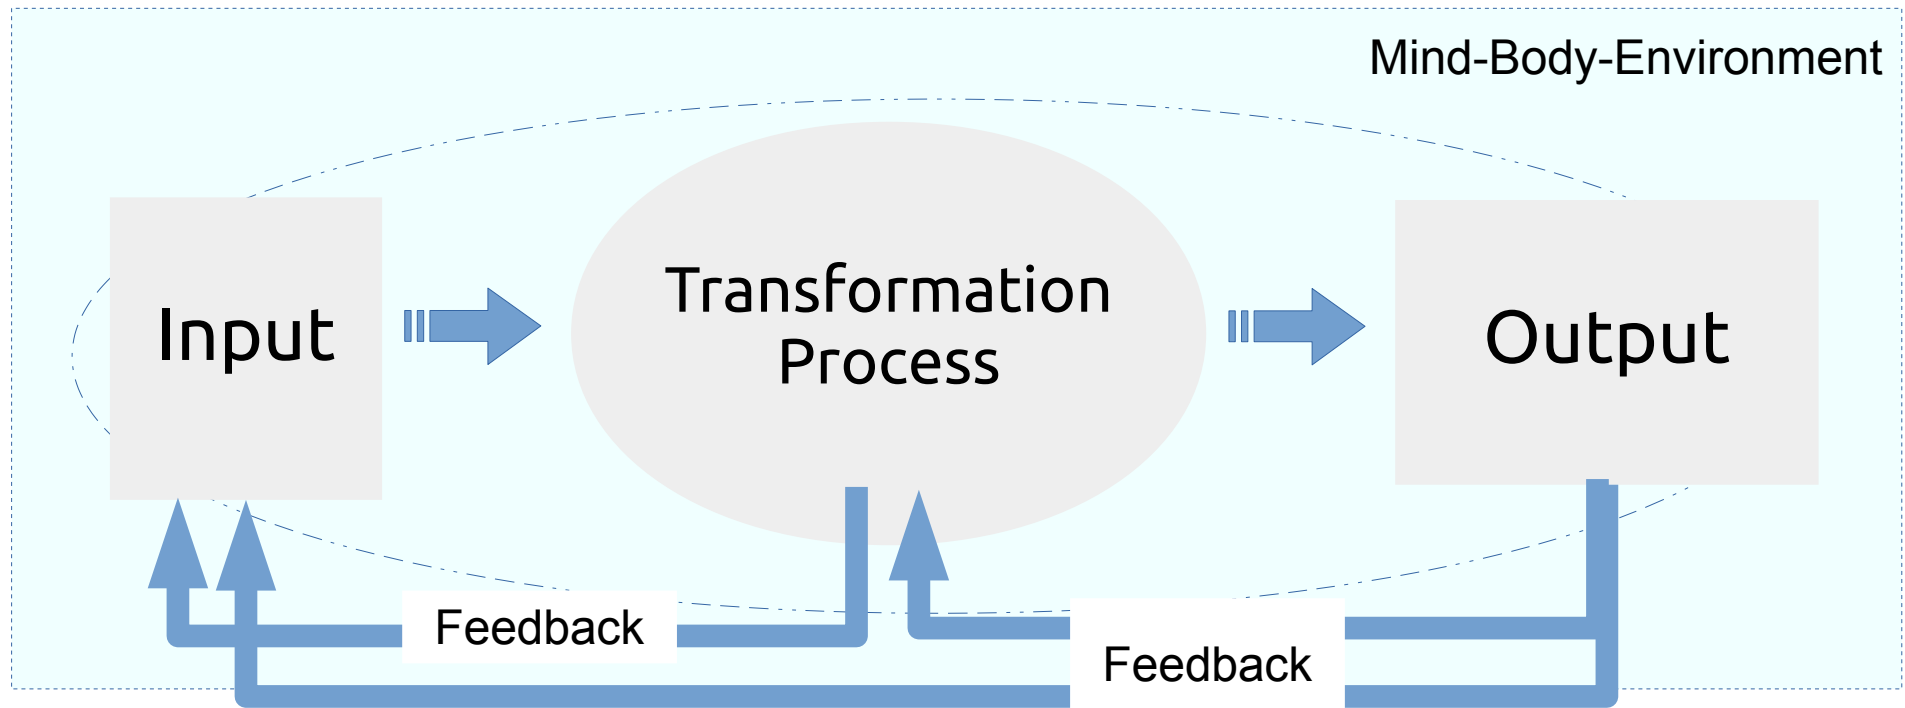 Mind-Body-Environment
Input
Transformation
Process
Output
Feedback
Feedback